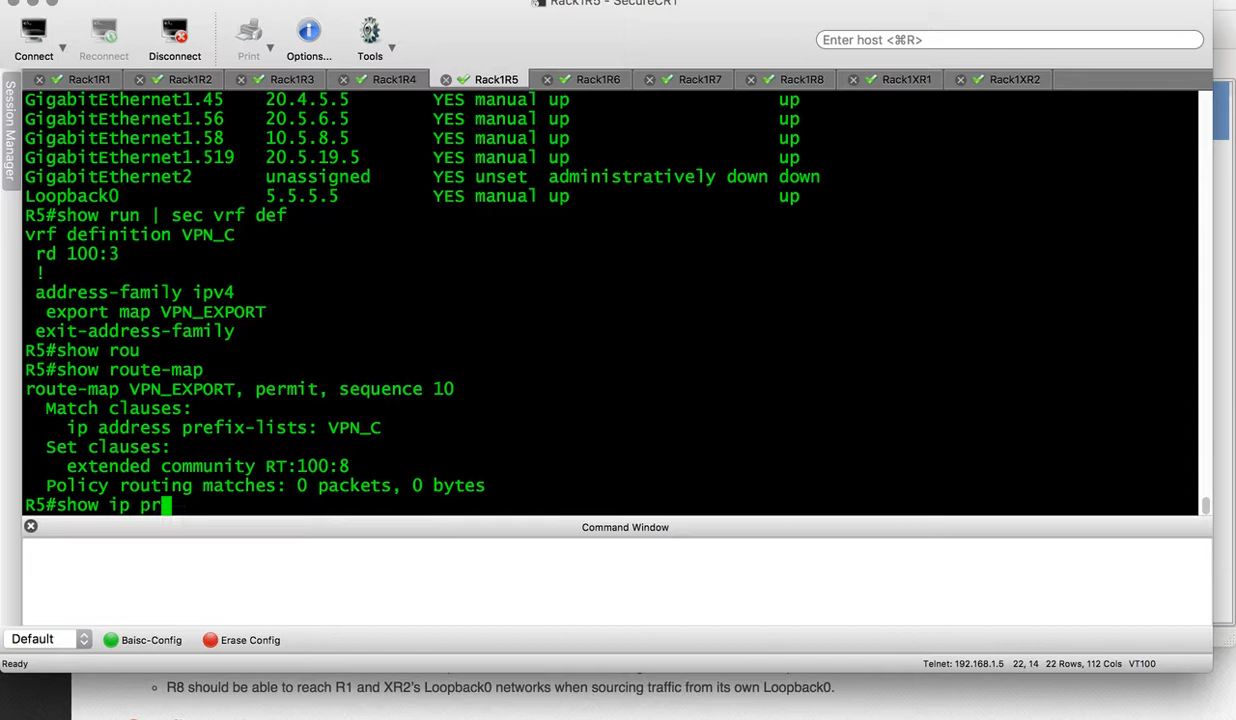 Rack1R5 - SecureCRT
Connect
Reconnect
Disconnect
Print
Options...
Tools
Enter host <⌘R>
Session Manager
Rack1R1
Rack1R2
Rack1R3
Rack1R4
Rack1R5
Rack1R6
Rack1R7
Rack1R8
Rack1XR1
Rack1XR2
GigabitEthernet1.45 20.4.5.5 YES manual up up
GigabitEthernet1.56 20.5.6.5 YES manual up up
GigabitEthernet1.58 10.5.8.5 YES manual up up
GigabitEthernet1.519 20.5.19.5 YES manual up up
GigabitEthernet2 unassigned YES unset administratively down down
Loopback0 5.5.5.5 YES manual up up
R5#show run | sec vrf def
vrf definition VPN_C
rd 100:3
!
address-family ipv4
export map VPN_EXPORT
exit-address-family
R5#show rou
R5#show route-map
route-map VPN_EXPORT, permit, sequence 10
Match clauses:
ip address prefix-lists: VPN_C
Set clauses:
extended community RT:100:8
Policy routing matches: 0 packets, 0 bytes
R5#show ip pr
Command Window
Default
Baisc-Config
Erase Config
Ready
Telnet: 192.168.1.5 22, 14 22 Rows, 112 Cols VT100
R8 should be able to reach R1 and XR2's Loopback0 networks when sourcing traffic from its own Loopback0.